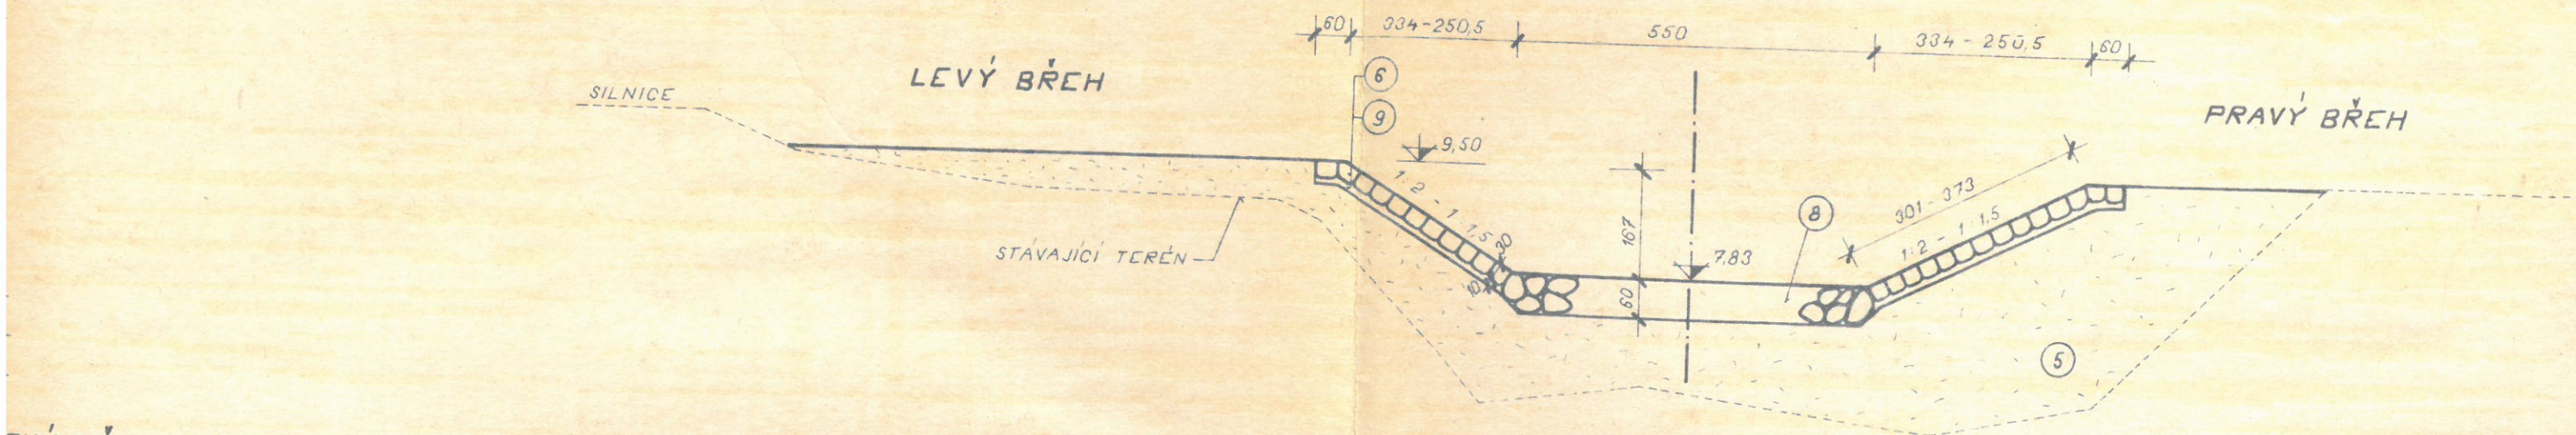 60
334-250,5
550
334 - 250,5
60
LEVÝ BŘEH
SILNICE
6
9
9,50
PRAVÝ BŘEH
1:2 - 1:1,5
301 - 373
1:2 - 1:1,5
8
167
STÁVAJÍCÍ TERÉN
30
7,83
10
60
5